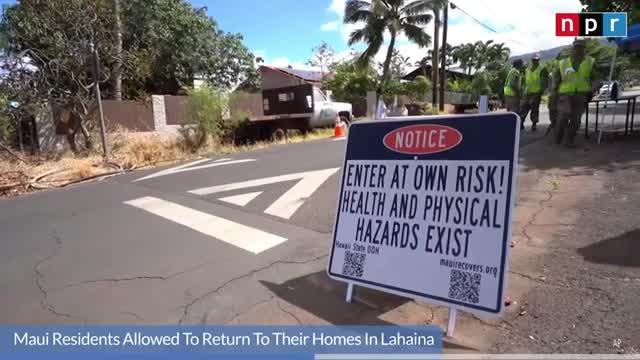 npr
NOTICE
ENTER AT OWN RISK!
HEALTH AND PHYSICAL
HAZARDS EXIST
Hawaii State DOH
mauirecovers.org
Maui Residents Allowed To Return To Their Homes In Lahaina
AP